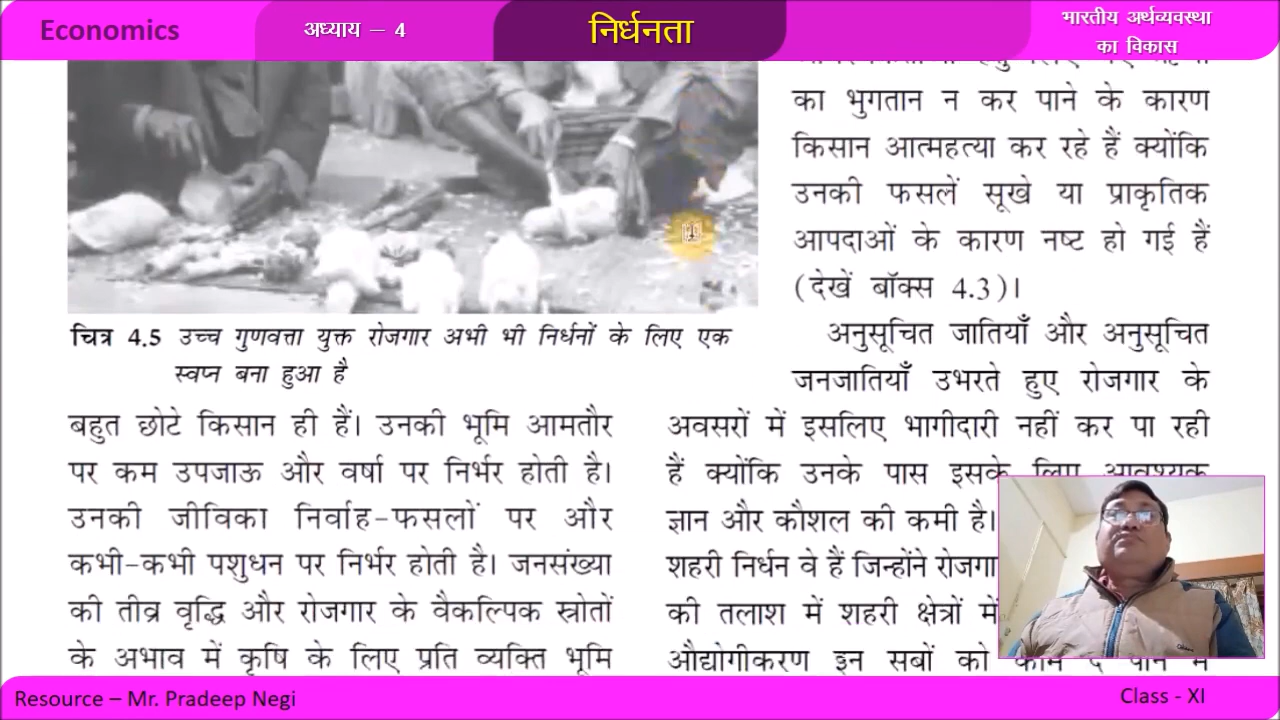 Economics
अध्याय – 4
निर्धनता
भारतीय अर्थव्यवस्था
का विकास
का भुगतान न कर पाने के कारण
किसान आत्महत्या कर रहे हैं क्योंकि
उनकी फसलें सूखे या प्राकृतिक
आपदाओं के कारण नष्ट हो गई हैं
(देखें बॉक्स 4.3)।
चित्र 4.5 उच्च गुणवत्ता युक्त रोजगार अभी भी निर्धनों के लिए एक
स्वप्न बना हुआ है
बहुत छोटे किसान ही हैं। उनकी भूमि आमतौर
पर कम उपजाऊ और वर्षा पर निर्भर होती है।
उनकी जीविका निर्वाह-फसलों पर और
कभी-कभी पशुधन पर निर्भर होती है। जनसंख्या
की तीव्र वृद्धि और रोजगार के वैकल्पिक स्रोतों
के अभाव में कृषि के लिए प्रति व्यक्ति भूमि
अनुसूचित जातियाँ और अनुसूचित
जनजातियाँ उभरते हुए रोजगार के
अवसरों में इसलिए भागीदारी नहीं कर पा रही
हैं क्योंकि उनके पास इसके लिए आवश्यक
ज्ञान और कौशल की कमी है।
शहरी निर्धन वे हैं जिन्होंने
की तलाश में शहरी क्षेत्रों में
औद्योगीकरण इन सबों को
Resource – Mr. Pradeep Negi
Class - XI